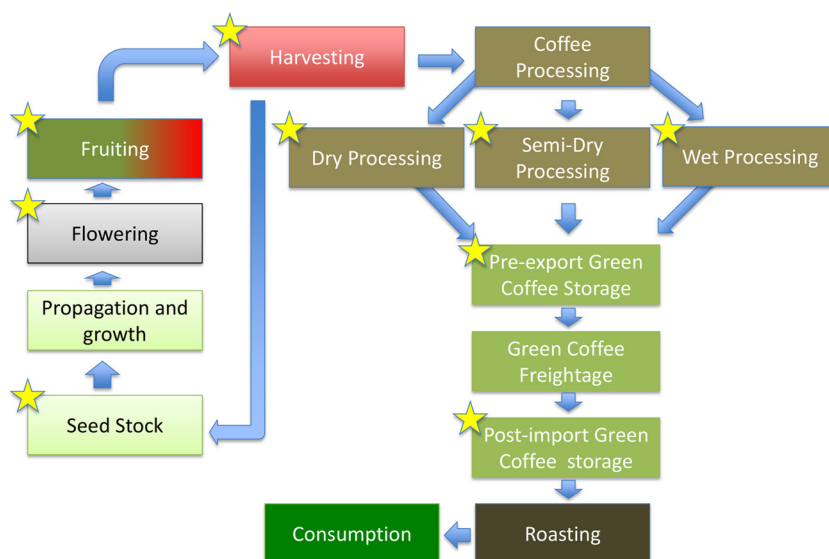 Harvesting
Coffee
Processing
Fruiting
Dry Processing
Semi-Dry
Processing
Wet Processing
Flowering
Pre-export Green
Coffee Storage
Propagation and
growth
Green Coffee
Freightage
Seed Stock
Post-import Green
Coffee storage
Consumption
Roasting